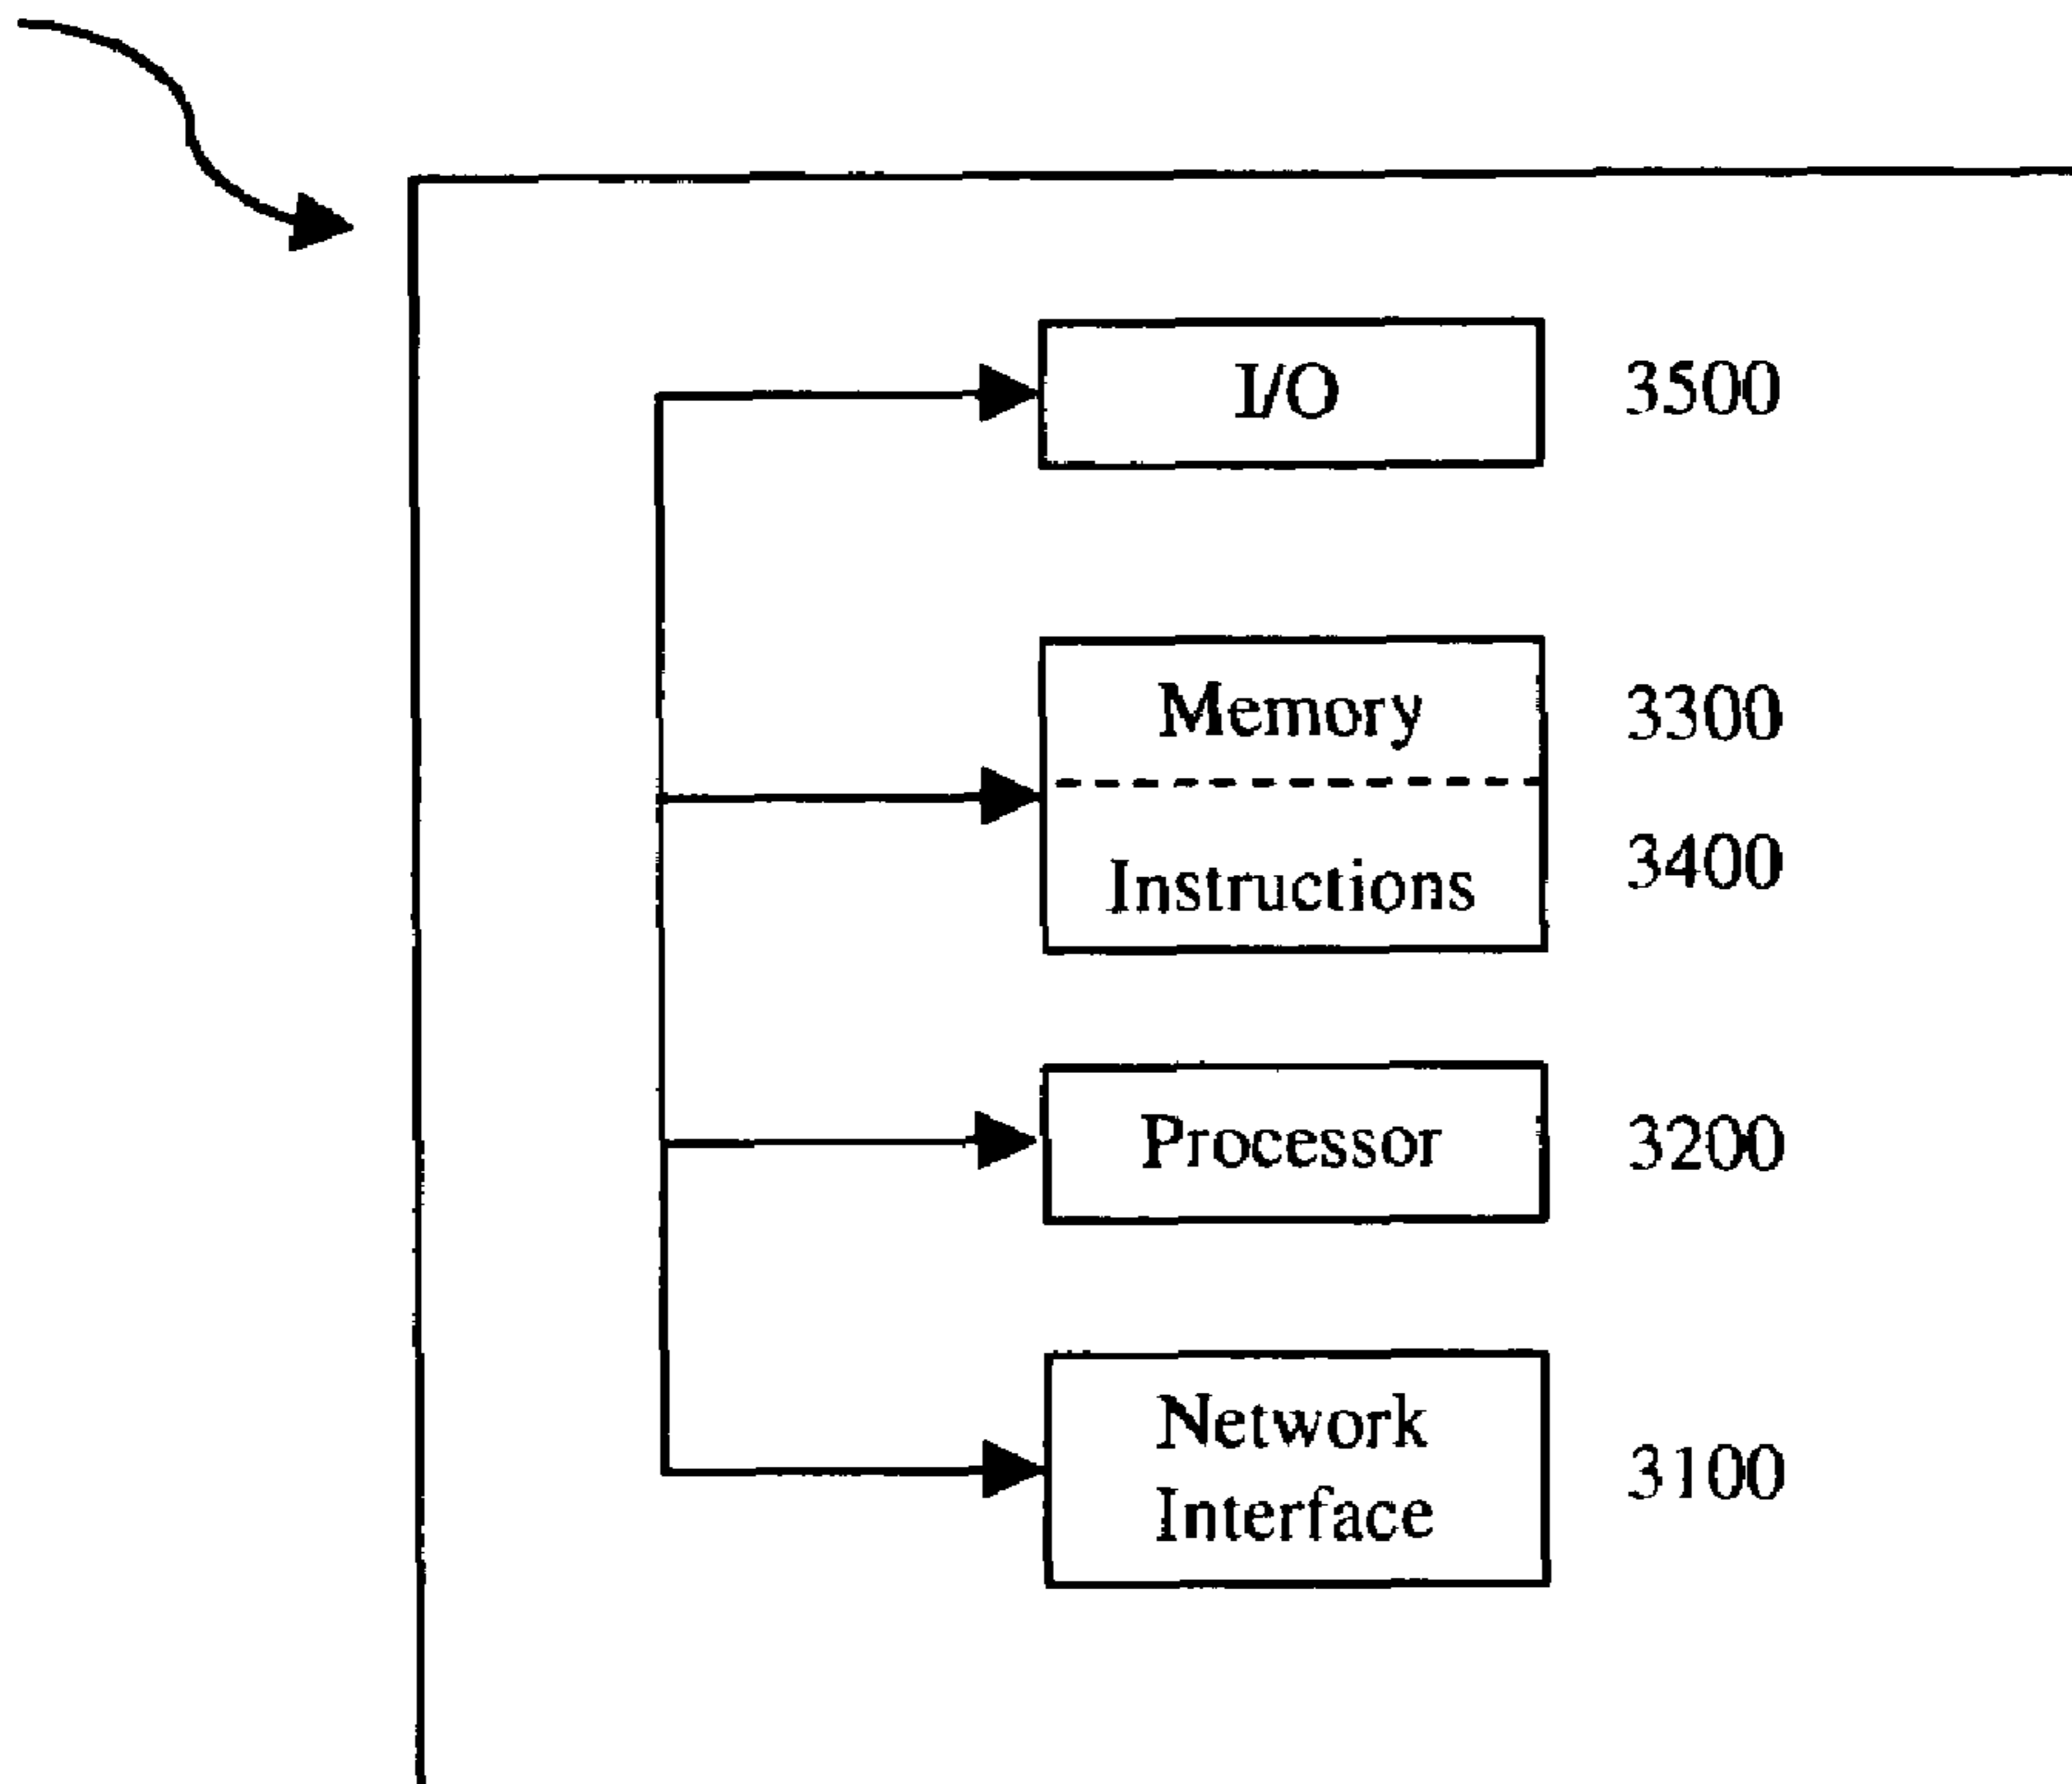 I/O 3500
Memory 3300
Instructions 3400
Processor 3200
Network
Interface 3100